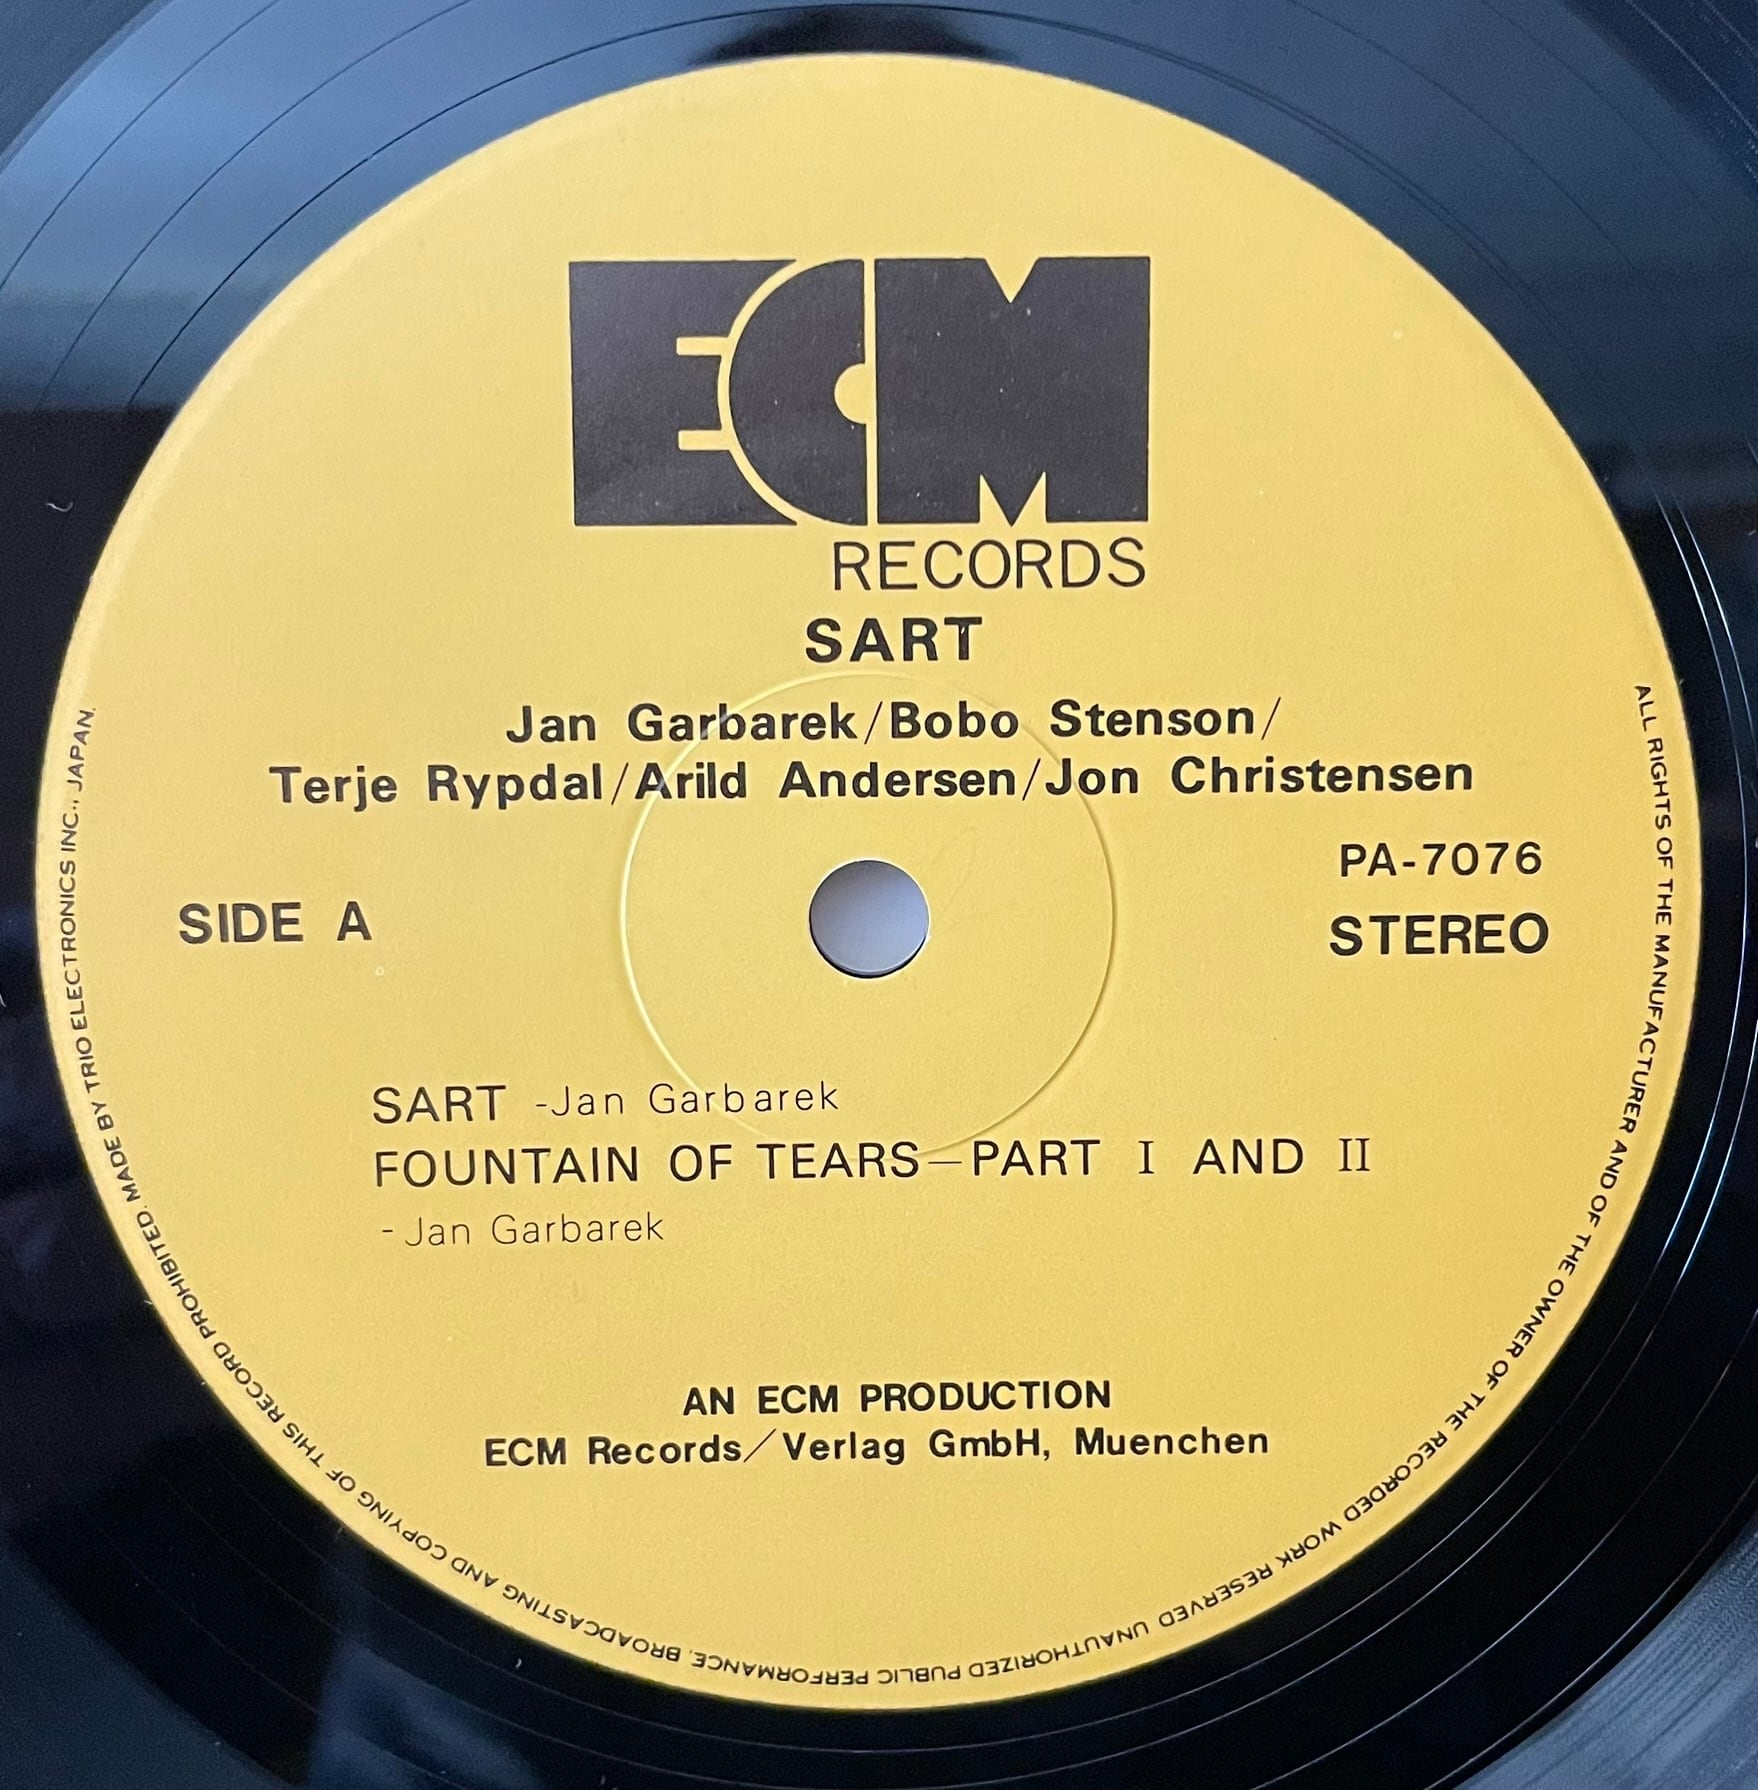 ECM
RECORDS
SART
Jan Garbarek/Bobo Stenson/
Terje Rypdal/Arild Andersen/Jon Christensen
PA-7076
SIDE A
STEREO
SART -Jan Garbarek
FOUNTAIN OF TEARS—PART I AND II
- Jan Garbarek
AN ECM PRODUCTION
ECM Records/Verlag GmbH, Muenchen
ALL RIGHTS OF THE MANUFACTURER AND OF THE OWNER OF THE RECORDED WORK RESERVED UNAUTHORIZED PUBLIC PERFORMANCE. BROADCASTING AND COPYING OF THIS RECORD PROHIBITED. MADE BY TRIO ELECTRONICS INC., JAPAN.